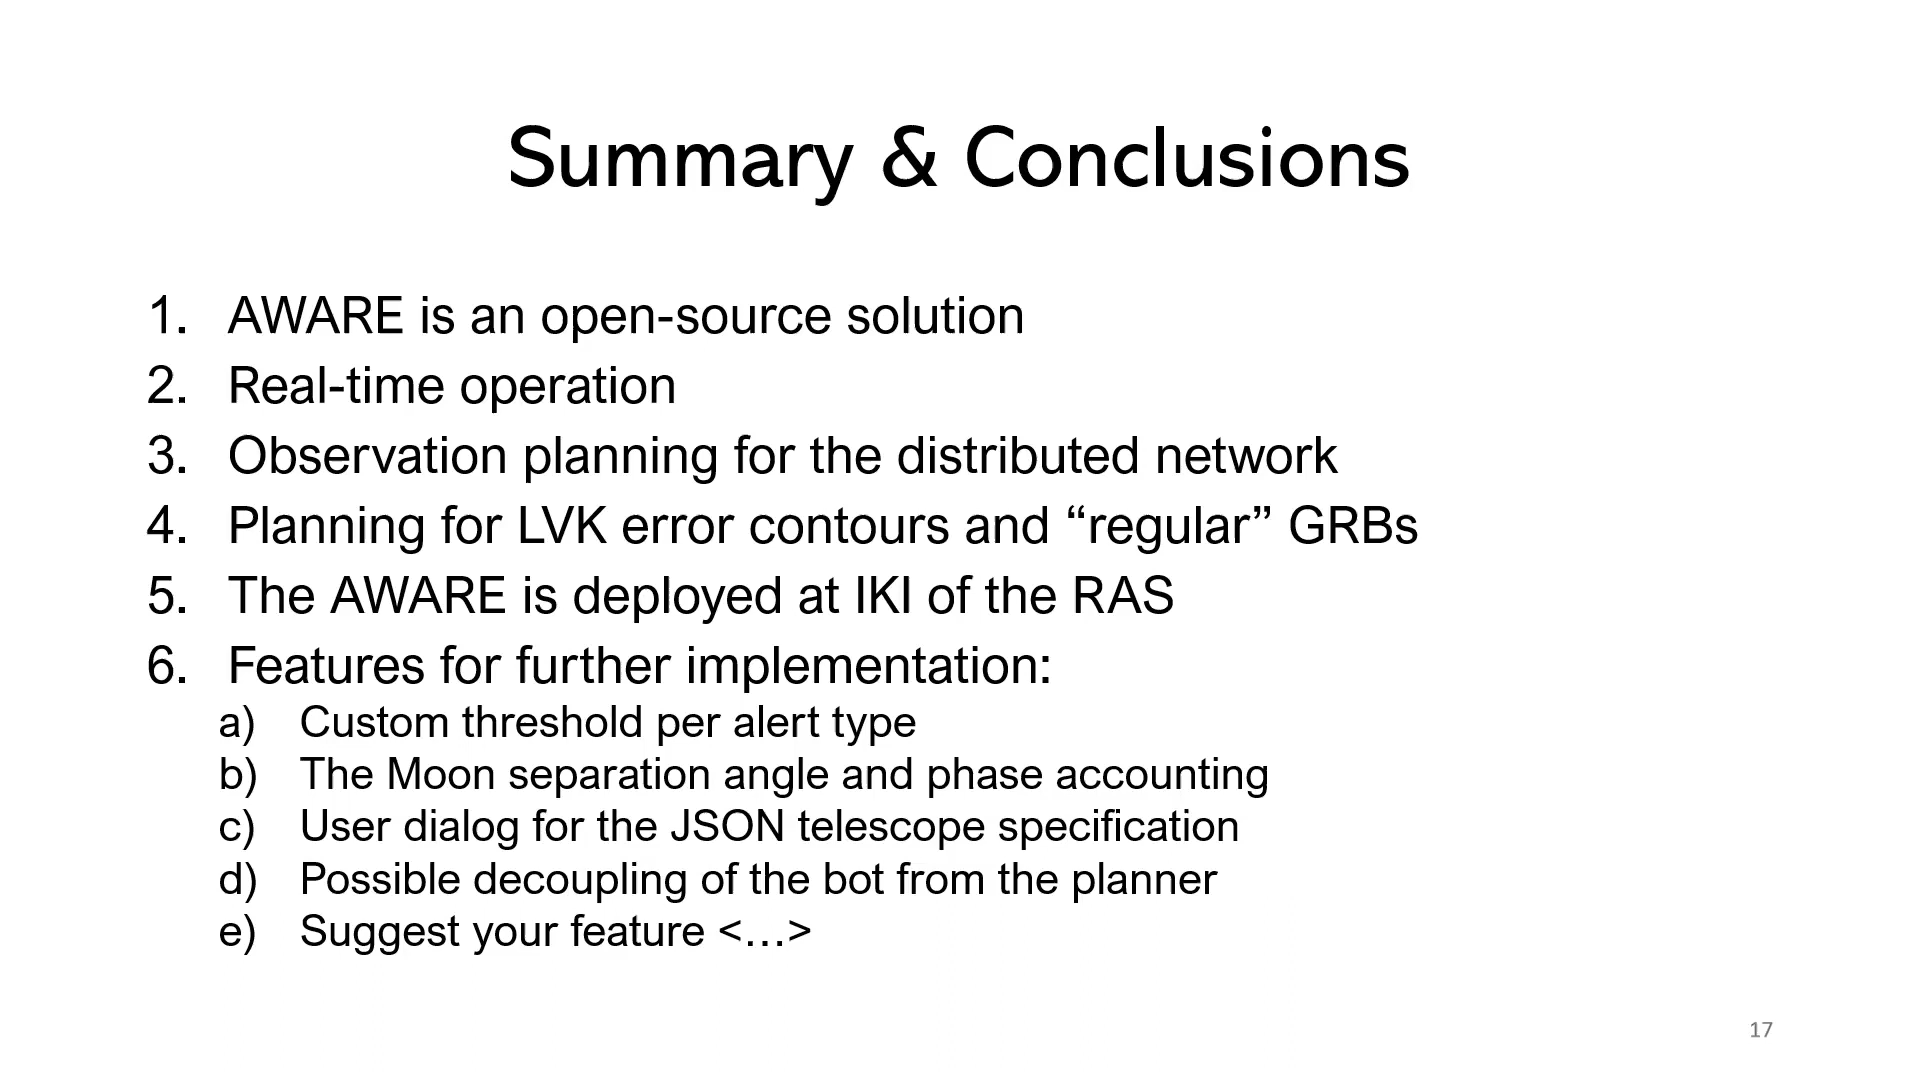 Summary & Conclusions
1. AWARE is an open-source solution
2. Real-time operation
3. Observation planning for the distributed network
4. Planning for LVK error contours and “regular” GRBs
5. The AWARE is deployed at IKI of the RAS
6. Features for further implementation:
a) Custom threshold per alert type
b) The Moon separation angle and phase accounting
c) User dialog for the JSON telescope specification
d) Possible decoupling of the bot from the planner
e) Suggest your feature <…>
17